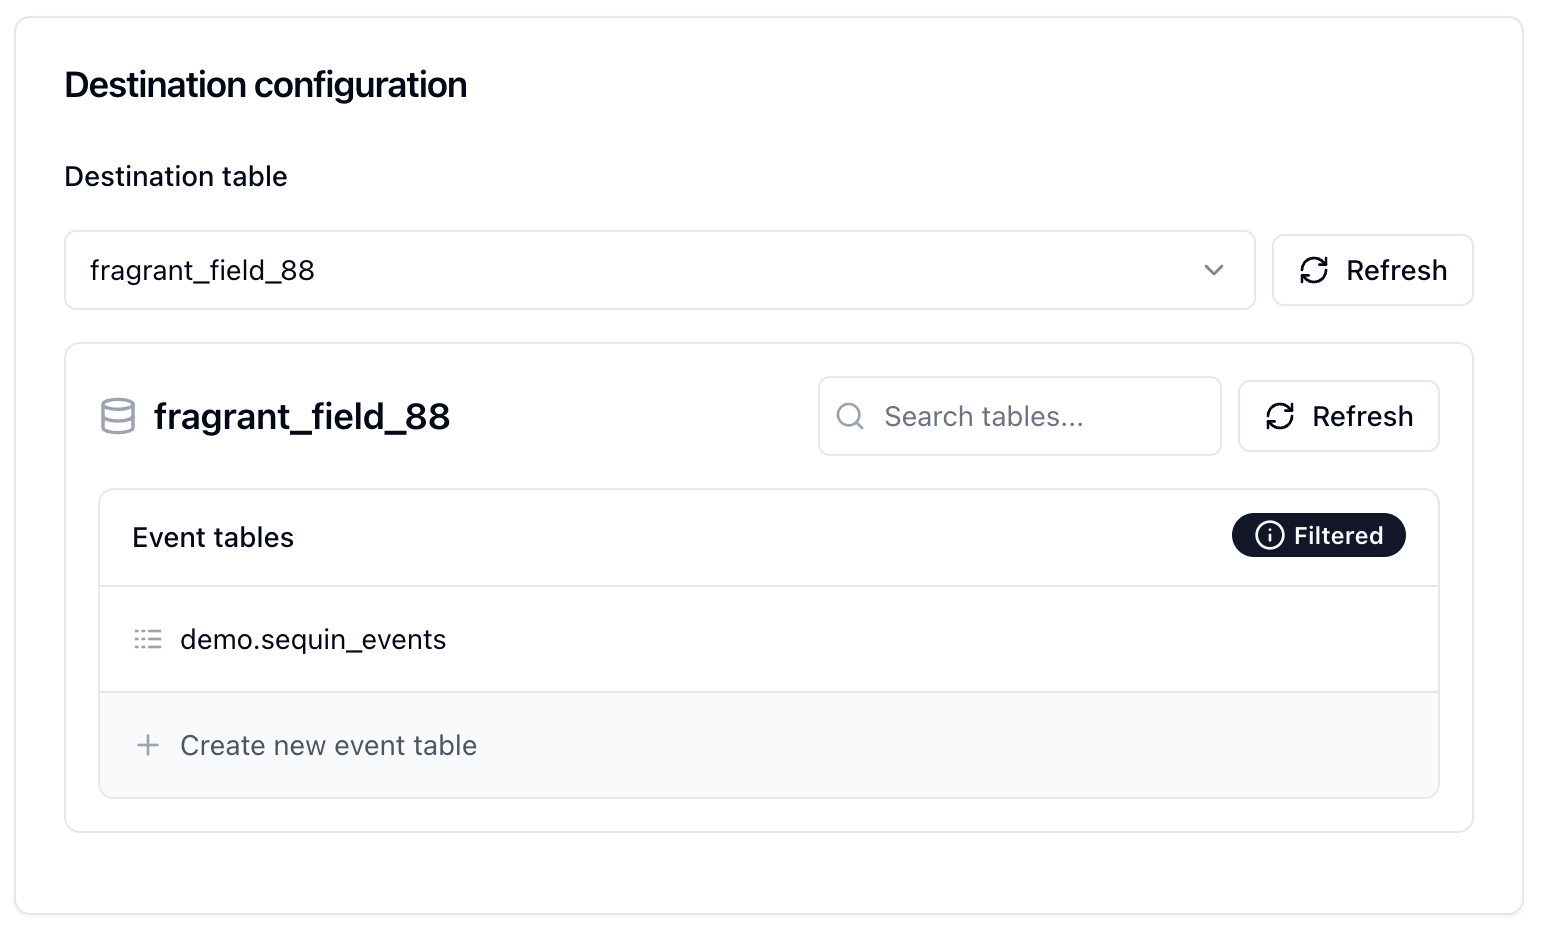 Destination configuration
Destination table
fragrant_field_88
Refresh
fragrant_field_88
Search tables...
Refresh
Event tables
Filtered
demo.sequin_events
Create new event table